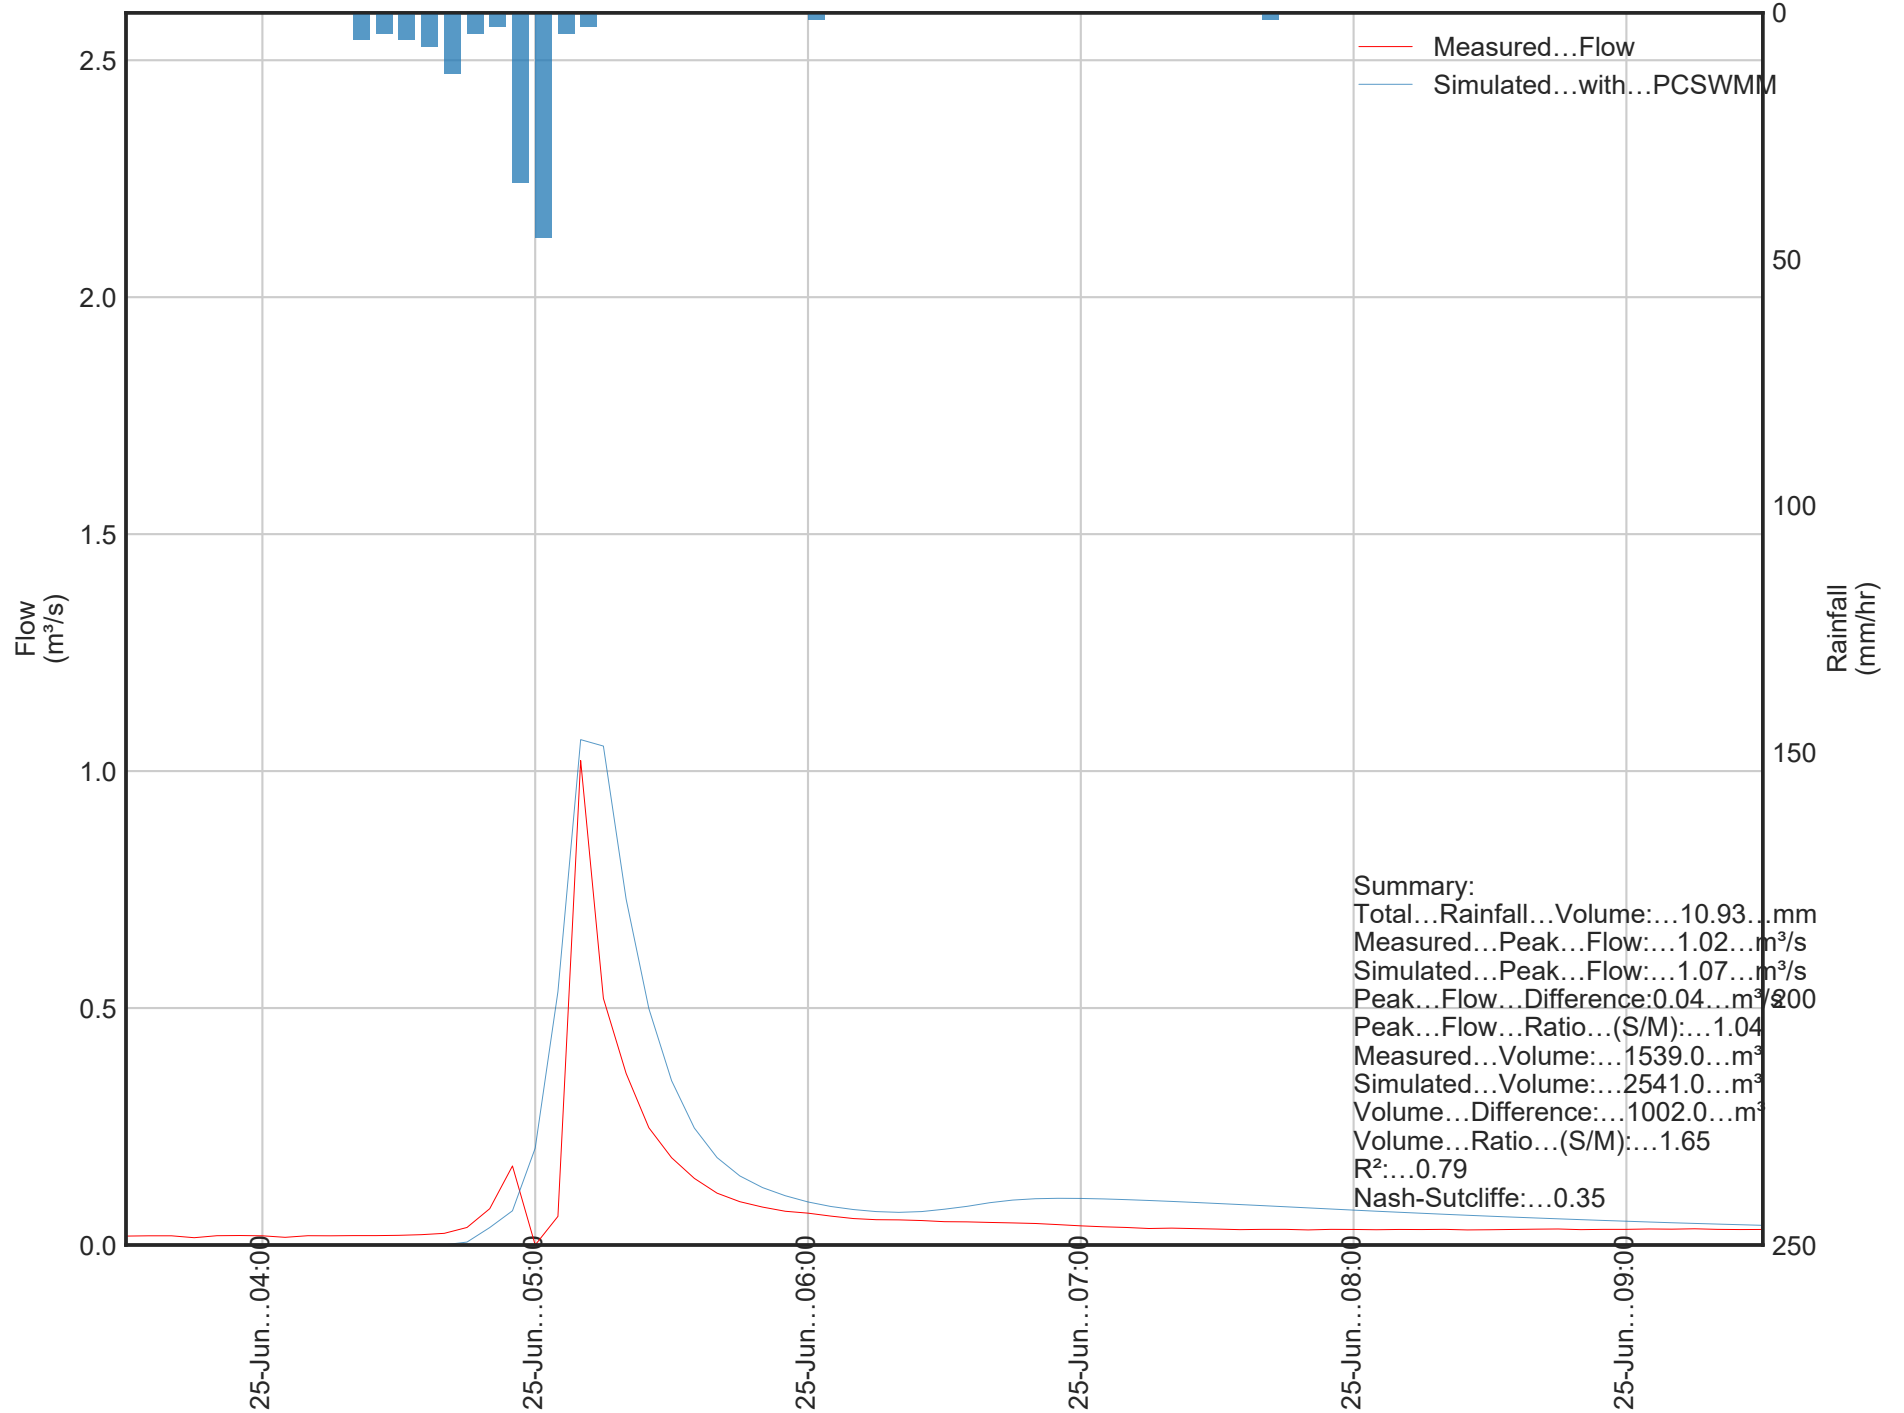 Measured…Flow
Simulated…with…PCSWMM
2.5
2.0
1.5
1.0
0.5
0.0
Flow
(m³/s)
0
50
100
150
200
250
Rainfall
(mm/hr)
Summary:
Total…Rainfall…Volume:…10.93…mm
Measured…Peak…Flow:…1.02…m³/s
Simulated…Peak…Flow:…1.07…m³/s
Peak…Flow…Difference:0.04…m³/s
Peak…Flow…Ratio…(S/M):…1.04
Measured…Volume:…1539.0…m³
Simulated…Volume:…2541.0…m³
Volume…Difference:…1002.0…m³
Volume…Ratio…(S/M):…1.65
R²:…0.79
Nash-Sutcliffe:…0.35
25-Jun…04:00
25-Jun…05:00
25-Jun…06:00
25-Jun…07:00
25-Jun…08:00
25-Jun…09:00